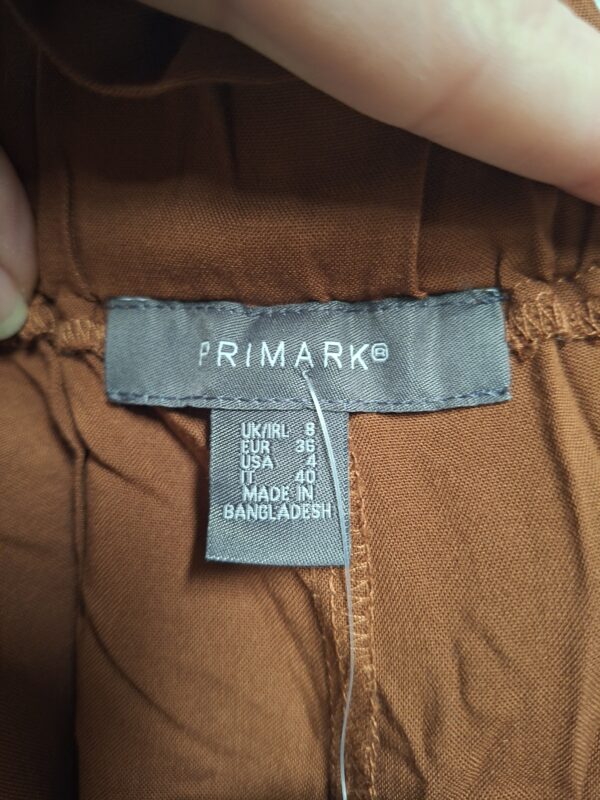 PRIMARK®
UK/IRL 8
EUR 36
USA 4
IT 40
MADE IN
BANGLADESH